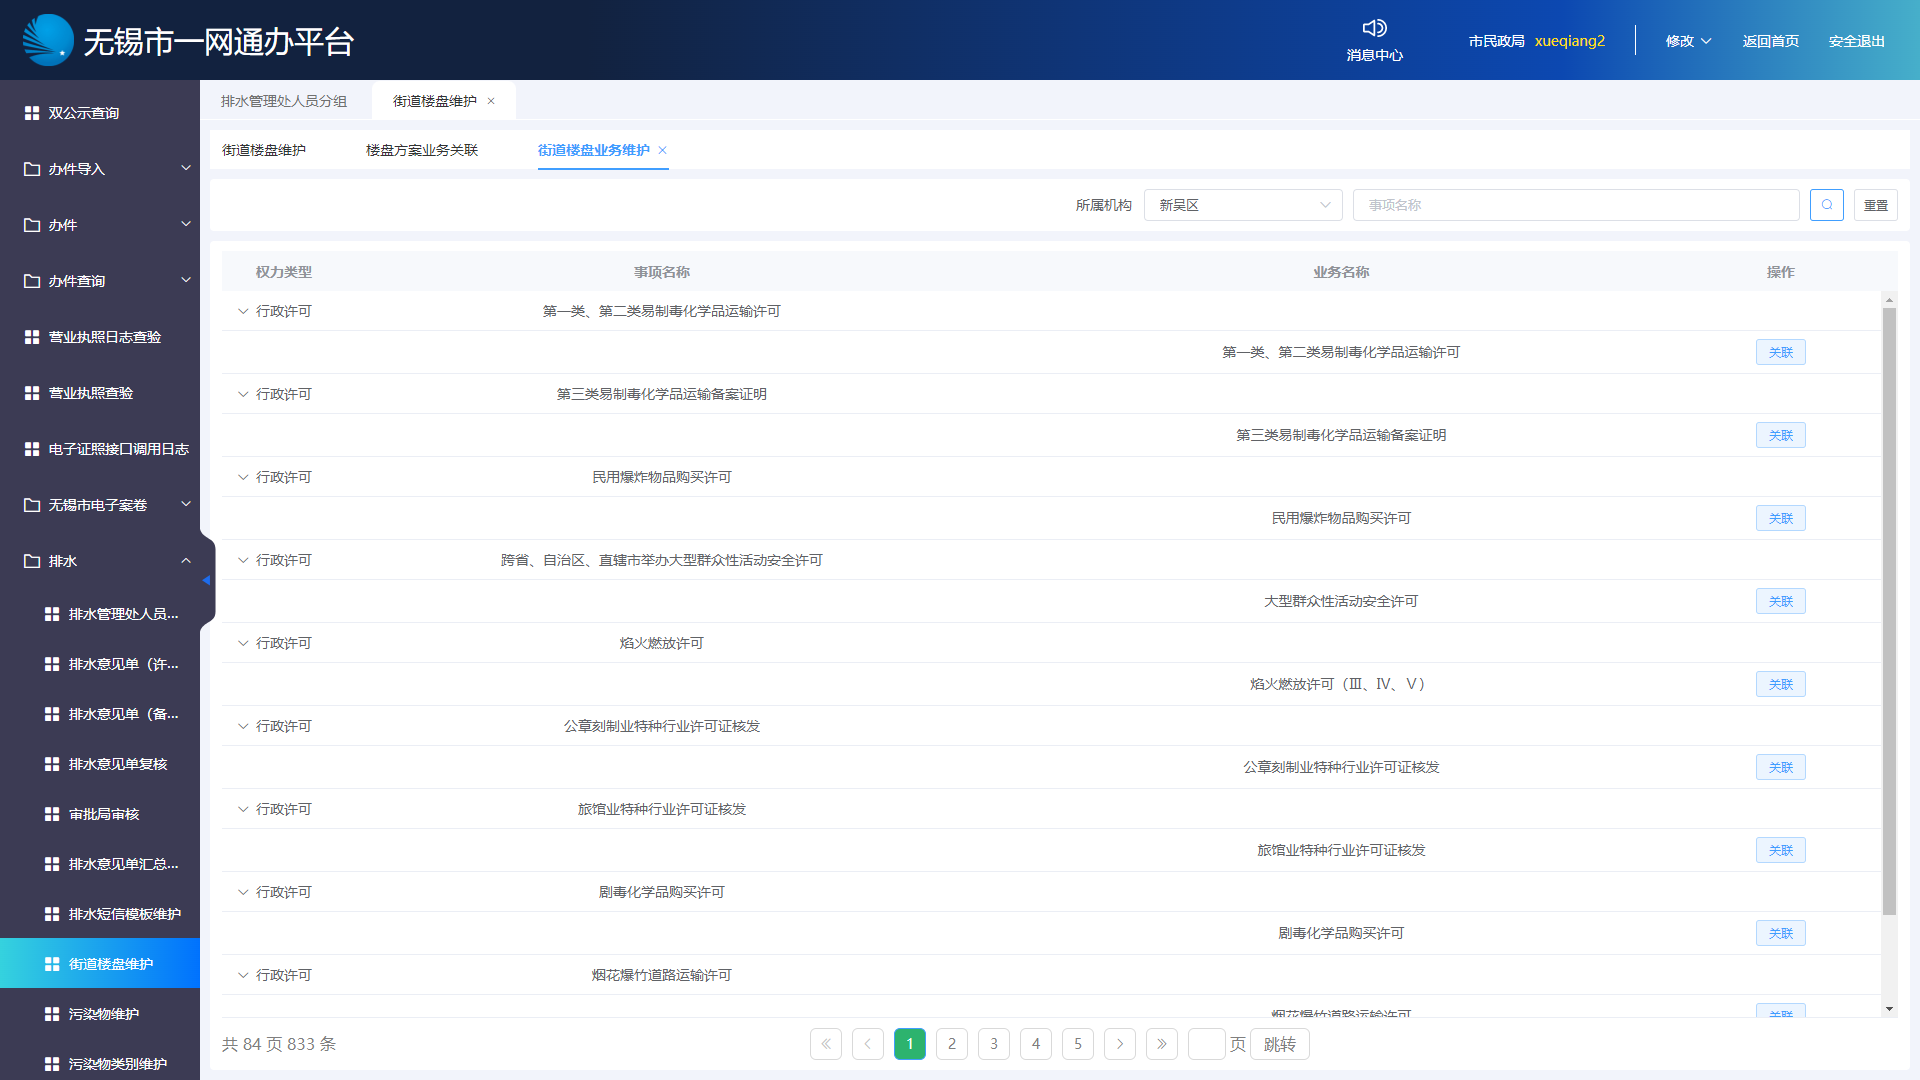 无锡市一网通办平台
消息中心
市民政局 xueqiang2
修改
返回首页
安全退出
双公示查询
办件导入
办件
办件查询
营业执照日志查验
营业执照查验
电子证照接口调用日志
无锡市电子案卷
排水
排水管理处人员...
排水意见单（许...
排水意见单（备...
排水意见单复核
审批局审核
排水意见单汇总...
排水短信模板维护
街道楼盘维护
污染物维护
污染物类别维护
排水管理处人员分组
街道楼盘维护
街道楼盘维护
楼盘方案业务关联
街道楼盘业务维护
所属机构
新吴区
事项名称
重置
权力类型 事项名称 业务名称 操作
行政许可 第一类、第二类易制毒化学品运输许可
第一类、第二类易制毒化学品运输许可 关联
行政许可 第三类易制毒化学品运输备案证明
第三类易制毒化学品运输备案证明 关联
行政许可 民用爆炸物品购买许可
民用爆炸物品购买许可 关联
行政许可 跨省、自治区、直辖市举办大型群众性活动安全许可
大型群众性活动安全许可 关联
行政许可 焰火燃放许可
焰火燃放许可（Ⅲ、Ⅳ、Ⅴ） 关联
行政许可 公章刻制业特种行业许可证核发
公章刻制业特种行业许可证核发 关联
行政许可 旅馆业特种行业许可证核发
旅馆业特种行业许可证核发 关联
行政许可 剧毒化学品购买许可
剧毒化学品购买许可 关联
行政许可 烟花爆竹道路运输许可
烟花爆竹道路运输许可 关联
共 84 页 833 条
1 2 3 4 5 页 跳转